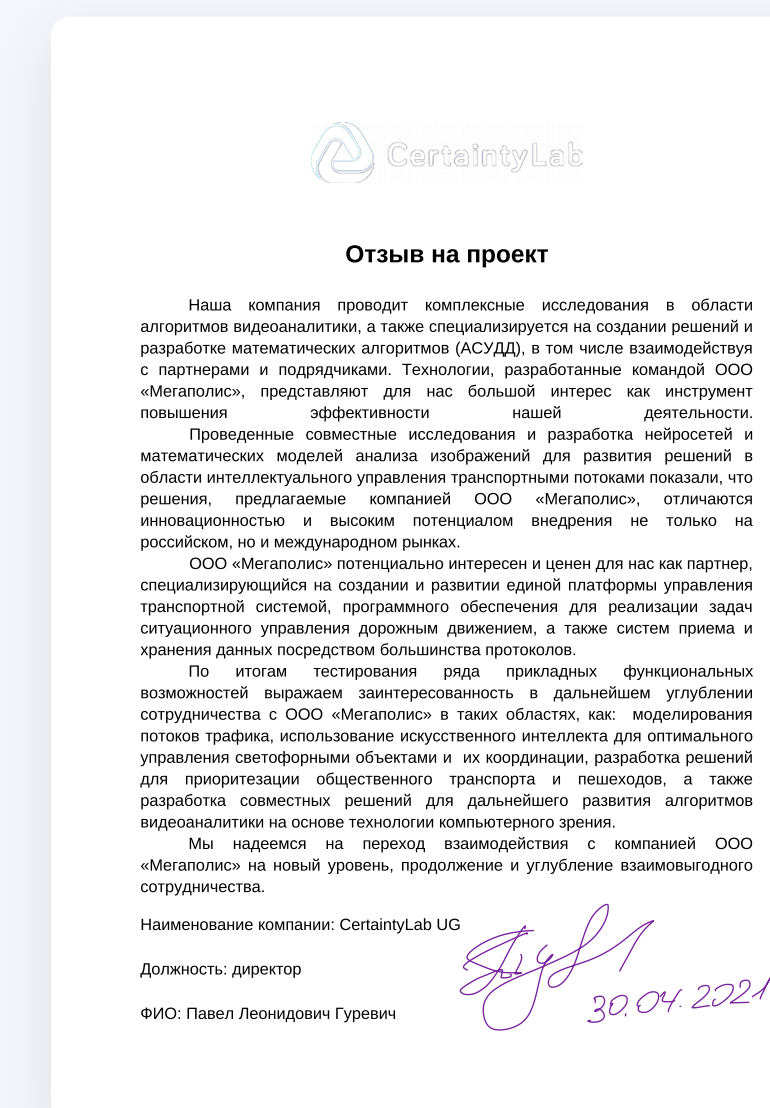 CertaintyLab
Отзыв на проект
Наша компания проводит комплексные исследования в области
алгоритмов видеоаналитики, а также специализируется на создании решений и
разработке математических алгоритмов (АСУДД), в том числе взаимодействуя
с партнерами и подрядчиками. Технологии, разработанные командой ООО
«Мегаполис», представляют для нас большой интерес как инструмент
повышения эффективности нашей деятельности.
Проведенные совместные исследования и разработка нейросетей и
математических моделей анализа изображений для развития решений в
области интеллектуального управления транспортными потоками показали, что
решения, предлагаемые компанией ООО «Мегаполис», отличаются
инновационностью и высоким потенциалом внедрения не только на
российском, но и международном рынках.
ООО «Мегаполис» потенциально интересен и ценен для нас как партнер,
специализирующийся на создании и развитии единой платформы управления
транспортной системой, программного обеспечения для реализации задач
ситуационного управления дорожным движением, а также систем приема и
хранения данных посредством большинства протоколов.
По итогам тестирования ряда прикладных функциональных
возможностей выражаем заинтересованность в дальнейшем углублении
сотрудничества с ООО «Мегаполис» в таких областях, как: моделирования
потоков трафика, использование искусственного интеллекта для оптимального
управления светофорными объектами и их координации, разработка решений
для приоритезации общественного транспорта и пешеходов, а также
разработка совместных решений для дальнейшего развития алгоритмов
видеоаналитики на основе технологии компьютерного зрения.
Мы надеемся на переход взаимодействия с компанией ООО
«Мегаполис» на новый уровень, продолжение и углубление взаимовыгодного
сотрудничества.
Наименование компании: CertaintyLab UG
Должность: директор
ФИО: Павел Леонидович Гуревич
30.04.2021